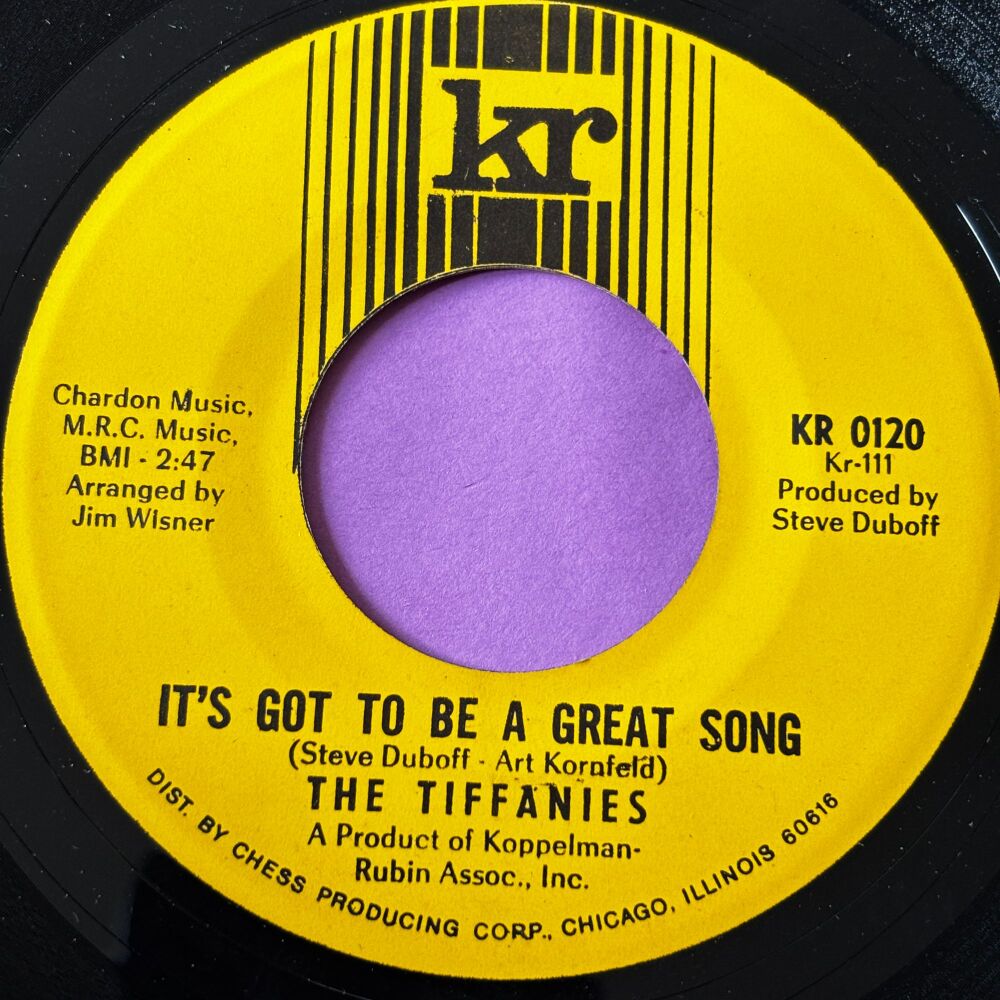 kr
Chardon Music,
M.R.C. Music,
BMI - 2:47
Arranged by
Jim Wisner
KR 0120
Kr-111
Produced by
Steve Duboff
IT'S GOT TO BE A GREAT SONG
(Steve Duboff - Art Kornfeld)
THE TIFFANIES
A Product of Koppelman-
Rubin Assoc., Inc.
DIST. BY CHESS PRODUCING CORP., CHICAGO, ILLINOIS 60616